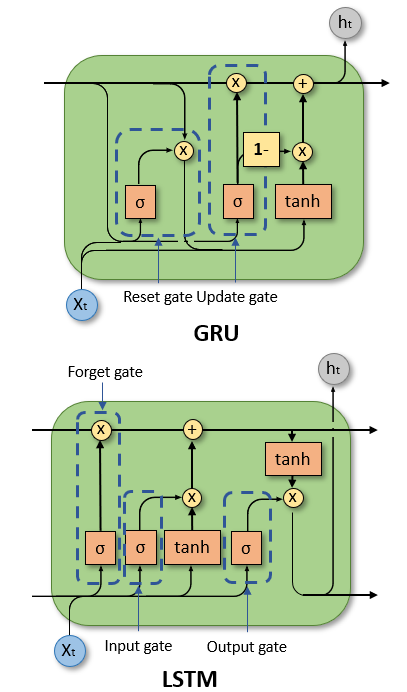 ht
x
+
x
1-
x
σ
σ
tanh
Xt
Reset gate Update gate
GRU
Forget gate
ht
x
+
tanh
x
x
σ
σ
tanh
σ
Xt
Input gate
Output gate
LSTM